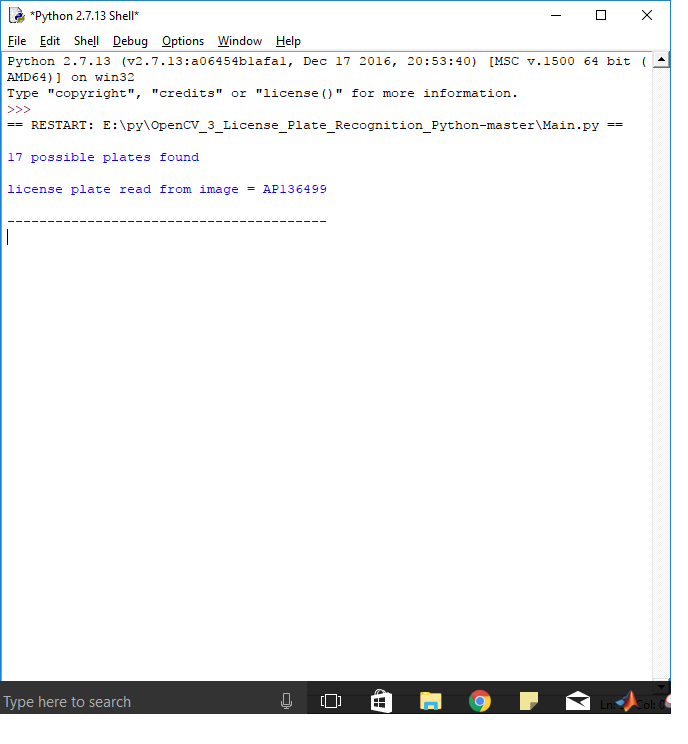 *Python 2.7.13 Shell*
File Edit Shell Debug Options Window Help
Python 2.7.13 (v2.7.13:a06454b1afa1, Dec 17 2016, 20:53:40) [MSC v.1500 64 bit (
AMD64)] on win32
Type "copyright", "credits" or "license()" for more information.
>>>
== RESTART: E:\py\OpenCV_3_License_Plate_Recognition_Python-master\Main.py ==
17 possible plates found
license plate read from image = AP136499
----------------------------------------
Type here to search
Ln: Col: 0